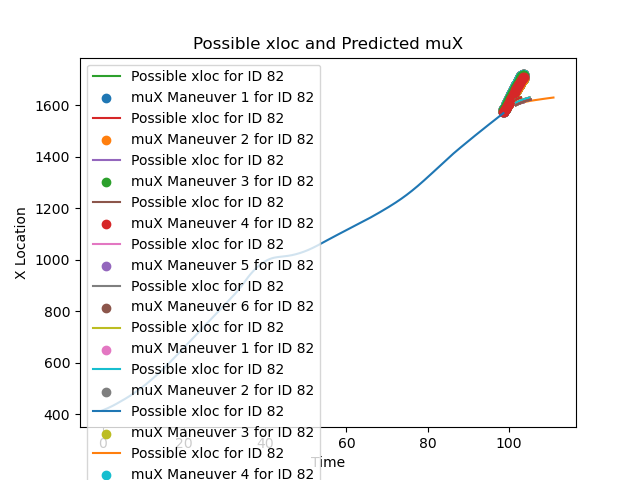 Possible xloc and Predicted muX
Possible xloc for ID 82
muX Maneuver 1 for ID 82
Possible xloc for ID 82
muX Maneuver 2 for ID 82
Possible xloc for ID 82
muX Maneuver 3 for ID 82
Possible xloc for ID 82
muX Maneuver 4 for ID 82
Possible xloc for ID 82
muX Maneuver 5 for ID 82
Possible xloc for ID 82
muX Maneuver 6 for ID 82
Possible xloc for ID 82
muX Maneuver 1 for ID 82
Possible xloc for ID 82
muX Maneuver 2 for ID 82
Possible xloc for ID 82
muX Maneuver 3 for ID 82
Possible xloc for ID 82
muX Maneuver 4 for ID 82
X Location
1600
1400
1200
1000
800
600
400
0 20 40 60 80 100
Time